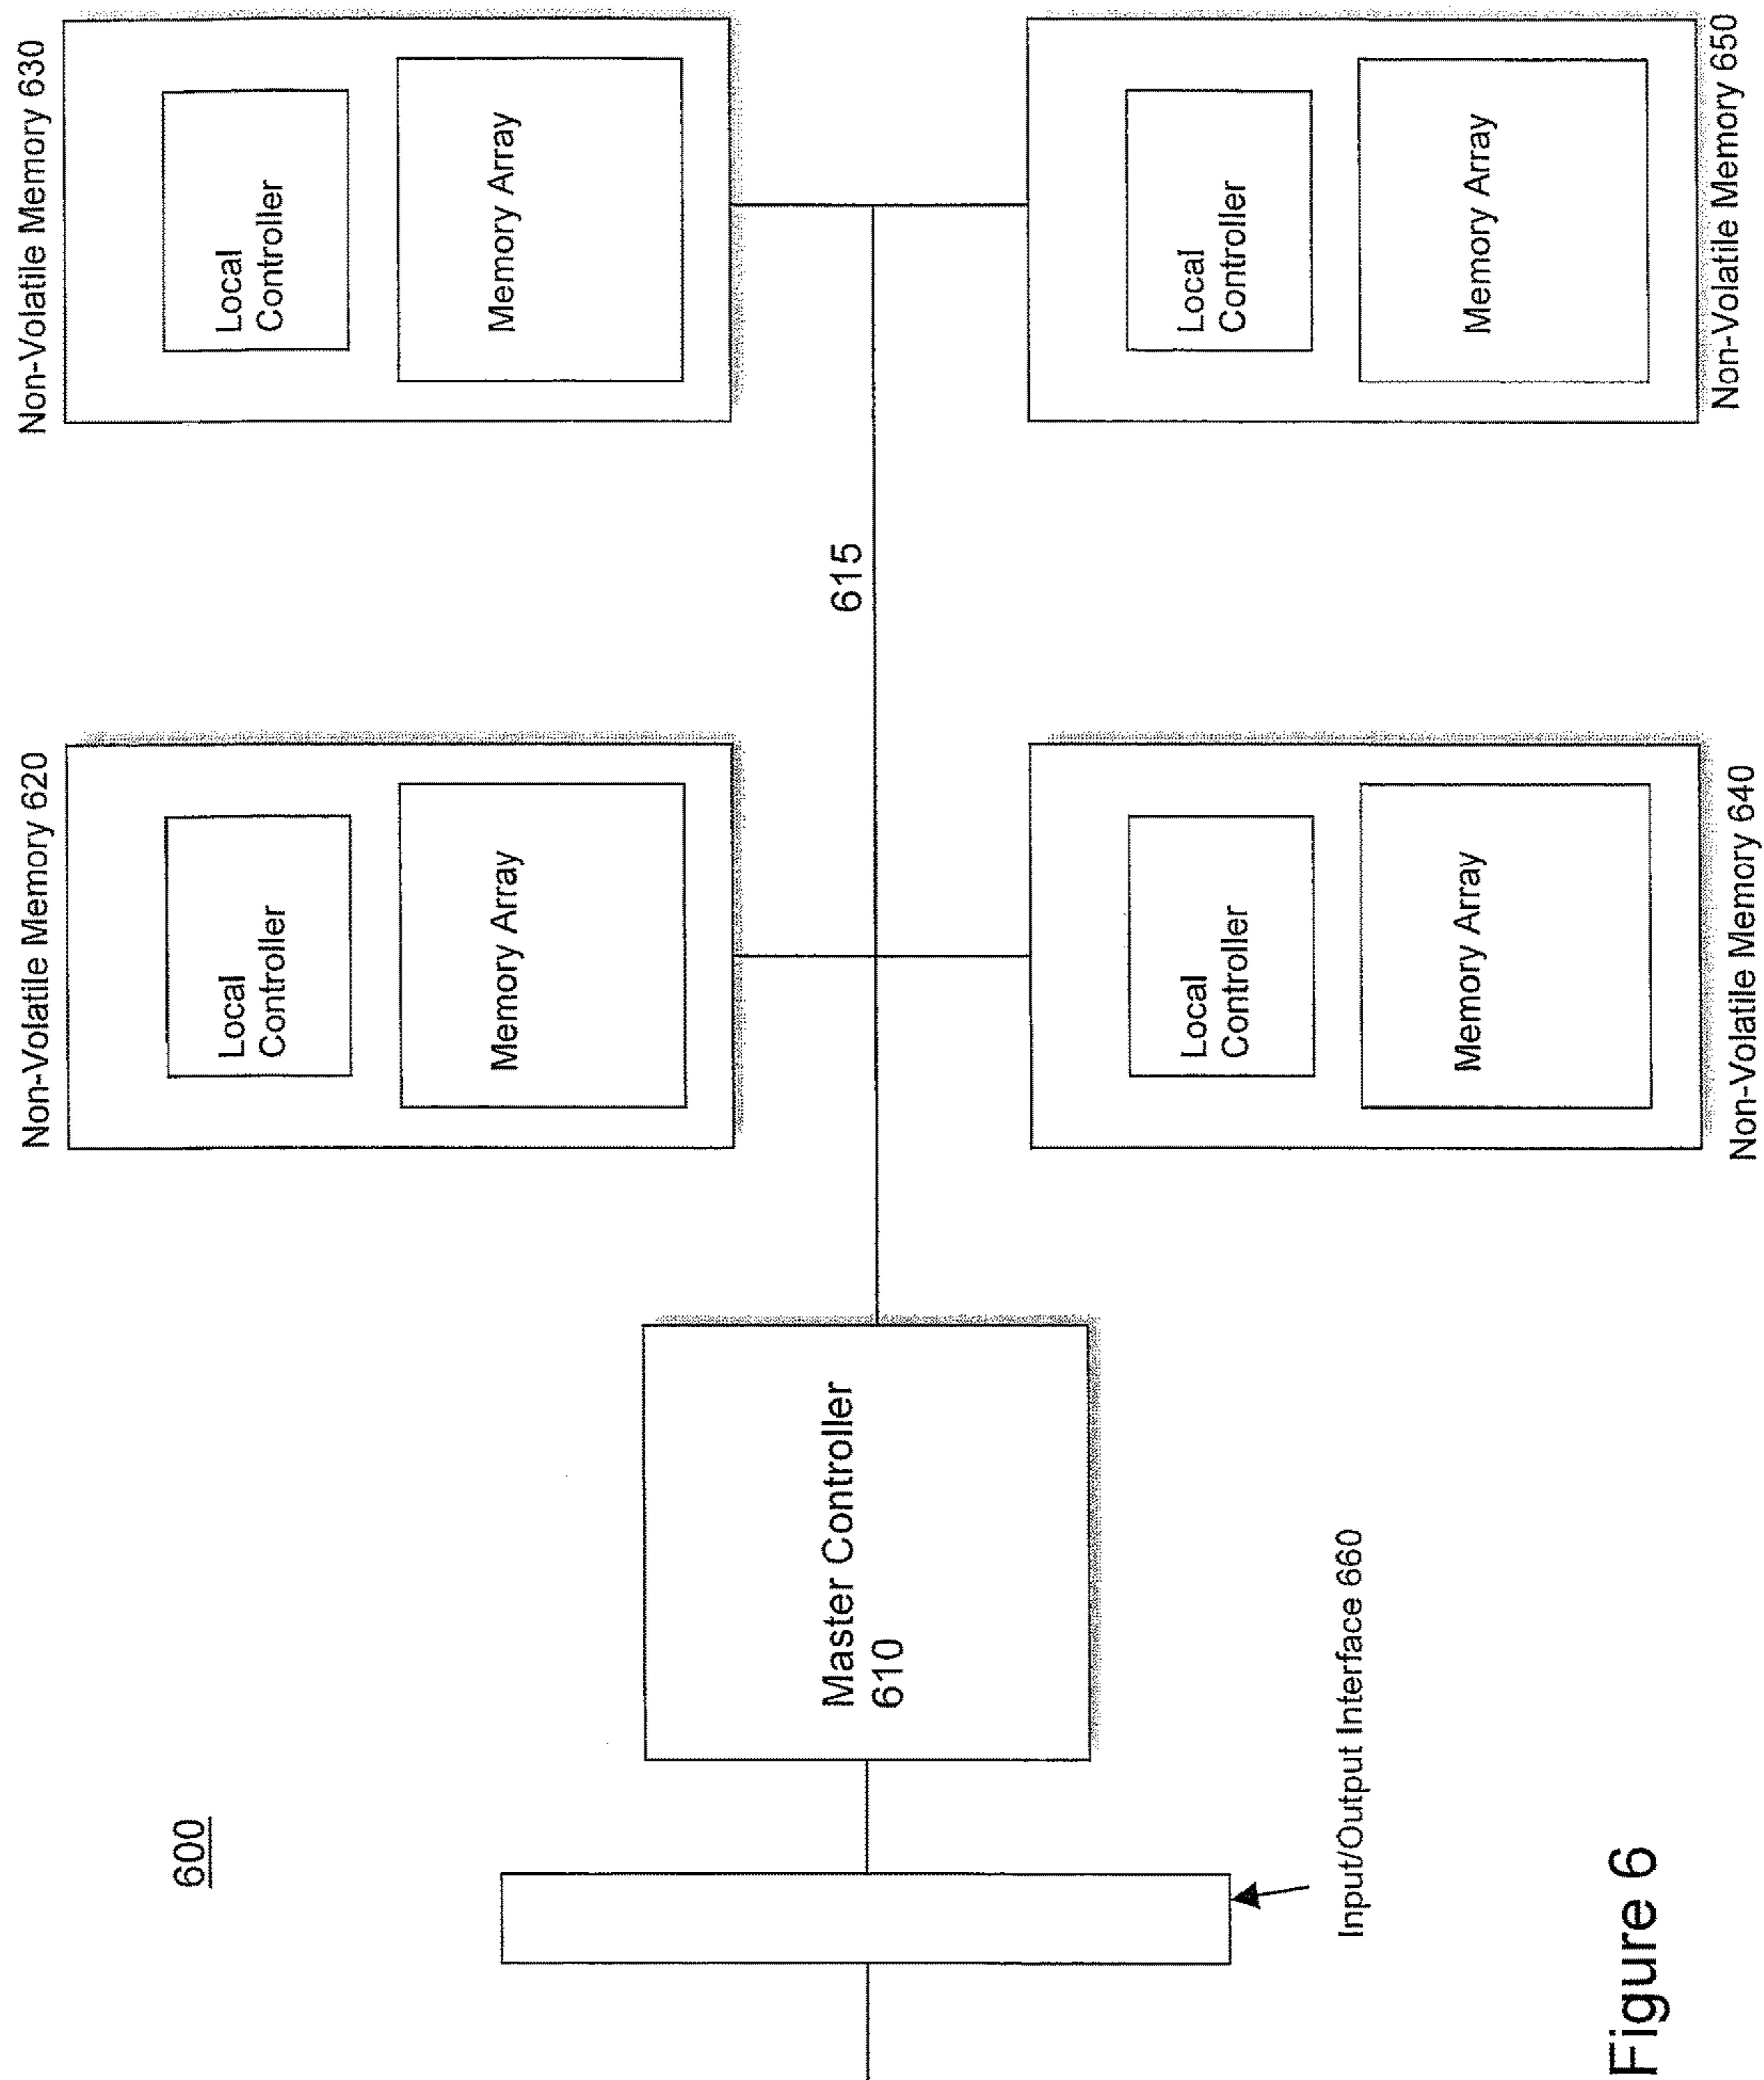 600
Non-Volatile Memory 620
Local
Controller
Memory Array
Non-Volatile Memory 630
Local
Controller
Memory Array
Master Controller
610
615
Local
Controller
Memory Array
Non-Volatile Memory 640
Local
Controller
Memory Array
Non-Volatile Memory 650
Input/Output Interface 660
Figure 6